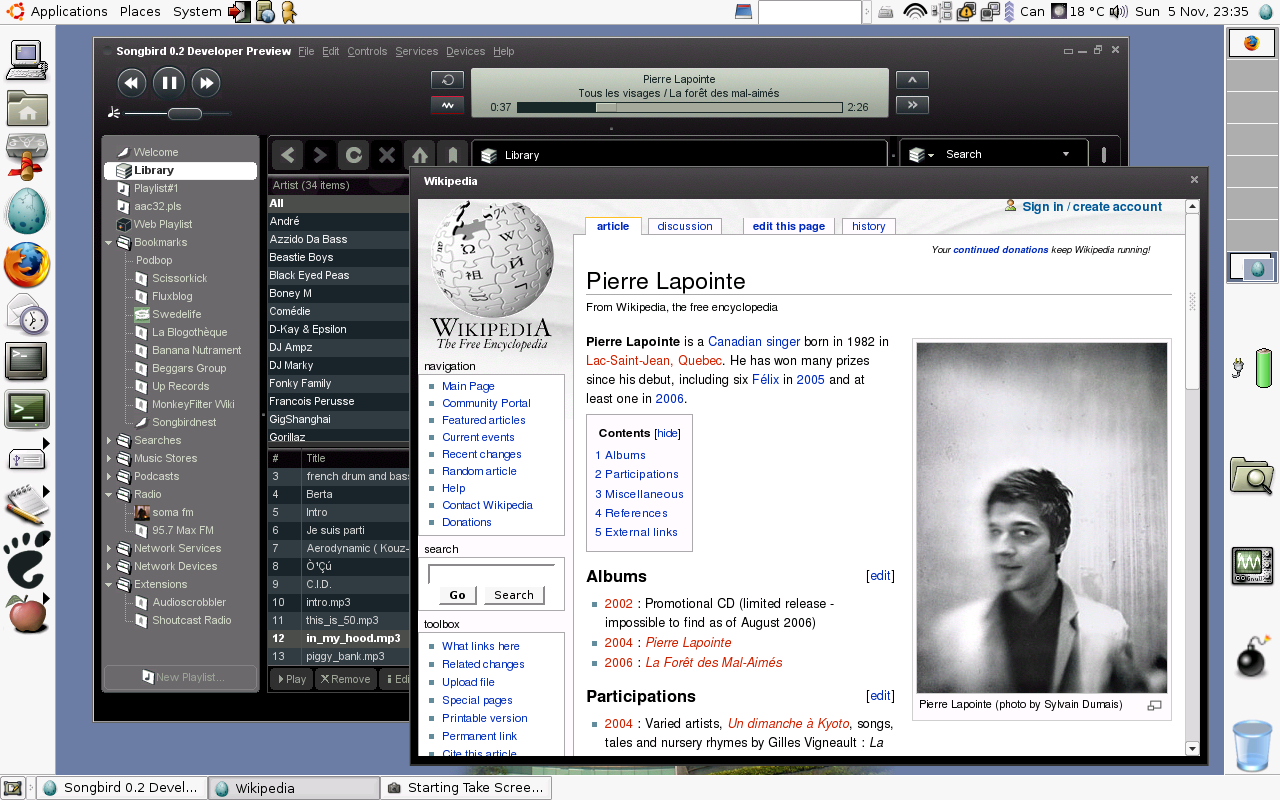 Applications Places System
Can 18 °C Sun 5 Nov, 23:35
Songbird 0.2 Developer Preview File Edit Controls Services Devices Help
Pierre Lapointe
Tous les visages / La forêt des mal-aimés
0:37 2:26
Library
Search
Welcome
Library
Playlist#1
aac32.pls
Web Playlist
Bookmarks
Podbop
Scissorkick
Fluxblog
Swedelife
La Blogothèque
Banana Nutrament
Beggars Group
Up Records
MonkeyFilter Wiki
Songbirdnest
Searches
Music Stores
Podcasts
Radio
soma fm
95.7 Max FM
Network Services
Network Devices
Extensions
Audioscrobbler
Shoutcast Radio
New Playlist...
Artist (34 items)
All
André
Azzido Da Bass
Beastie Boys
Black Eyed Peas
Boney M
Comédie
D-Kay & Epsilon
DJ Ampz
DJ Marky
Fonky Family
Francois Perusse
GigShanghai
Gorillaz
# Title
3 french drum and bass
4 Berta
5 Intro
6 Je suis parti
7 Aerodynamic ( Kouz-
8 Ò'Çú
9 C.I.D.
10 intro.mp3
11 this_is_50.mp3
12 in_my_hood.mp3
13 piggy_bank.mp3
Play Remove Edi
Wikipedia
WIKIPEDIA
The Free Encyclopedia
navigation
Main Page
Community Portal
Featured articles
Current events
Recent changes
Random article
Help
Contact Wikipedia
Donations
search
Go Search
toolbox
What links here
Related changes
Upload file
Special pages
Printable version
Permanent link
Cite this article
Sign in / create account
article discussion edit this page history
Your continued donations keep Wikipedia running!
Pierre Lapointe
From Wikipedia, the free encyclopedia
Pierre Lapointe is a Canadian singer born in 1982 in
Lac-Saint-Jean, Quebec. He has won many prizes
since his debut, including six Félix in 2005 and at
least one in 2006.
Contents [hide]
1 Albums
2 Participations
3 Miscellaneous
4 References
5 External links
Albums [edit]
2002 : Promotional CD (limited release -
impossible to find as of August 2006)
2004 : Pierre Lapointe
2006 : La Forêt des Mal-Aimés
Participations [edit]
2004 : Varied artists, Un dimanche à Kyoto, songs,
tales and nursery rhymes by Gilles Vigneault : La
Pierre Lapointe (photo by Sylvain Dumais)
Songbird 0.2 Devel... Wikipedia Starting Take Scree...